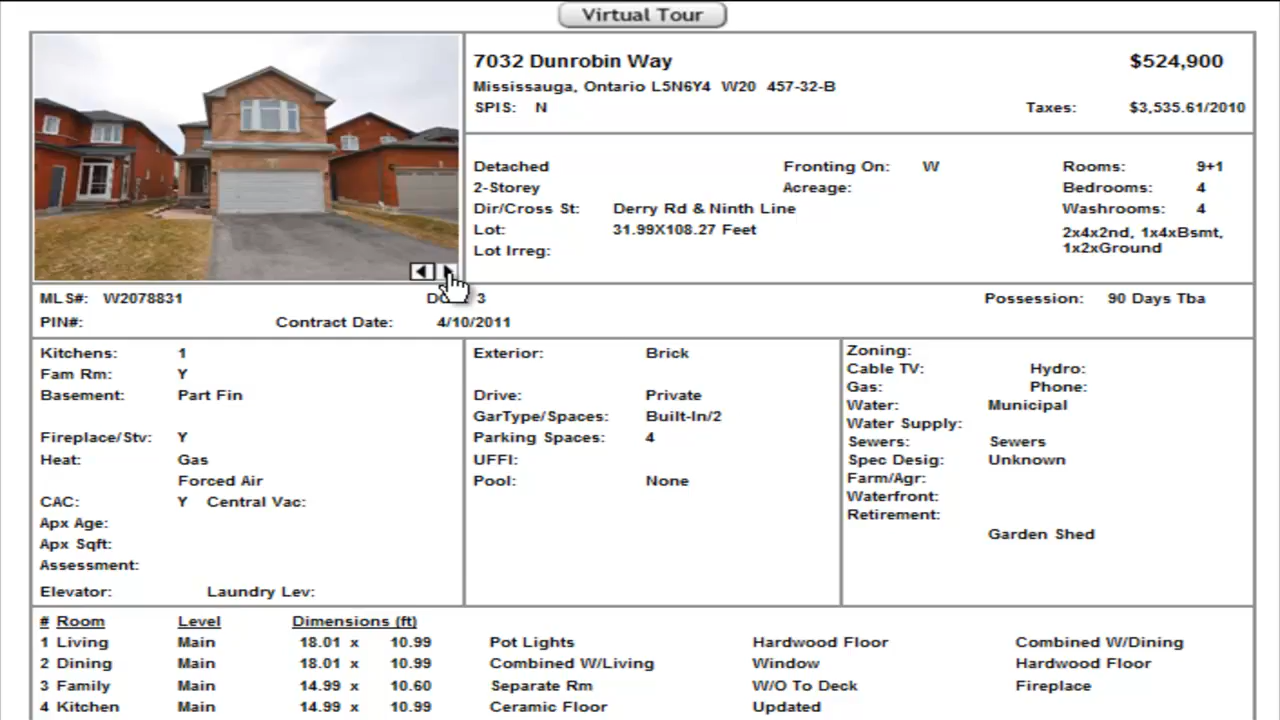 Virtual Tour
7032 Dunrobin Way $524,900
Mississauga, Ontario L5N6Y4 W20 457-32-B
SPIS: N Taxes: $3,535.61/2010
Detached Fronting On: W Rooms: 9+1
2-Storey Acreage: Bedrooms: 4
Dir/Cross St: Derry Rd & Ninth Line Washrooms: 4
Lot: 31.99X108.27 Feet 2x4x2nd, 1x4xBsmt,
Lot Irreg: 1x2xGround
MLS#: W2078831 3 Possession: 90 Days Tba
PIN#: Contract Date: 4/10/2011
Kitchens: 1
Fam Rm: Y
Basement: Part Fin
Fireplace/Stv: Y
Heat: Gas
Forced Air
CAC: Y Central Vac:
Apx Age:
Apx Sqft:
Assessment:
Elevator: Laundry Lev:
Exterior: Brick
Drive: Private
GarType/Spaces: Built-In/2
Parking Spaces: 4
UFFI:
Pool: None
Zoning:
Cable TV: Hydro:
Gas: Phone:
Water: Municipal
Water Supply:
Sewers: Sewers
Spec Desig: Unknown
Farm/Agr:
Waterfront:
Retirement:
Garden Shed
# Room Level Dimensions (ft)
1 Living Main 18.01 x 10.99 Pot Lights Hardwood Floor Combined W/Dining
2 Dining Main 18.01 x 10.99 Combined W/Living Window Hardwood Floor
3 Family Main 14.99 x 10.60 Separate Rm W/O To Deck Fireplace
4 Kitchen Main 14.99 x 10.99 Ceramic Floor Updated